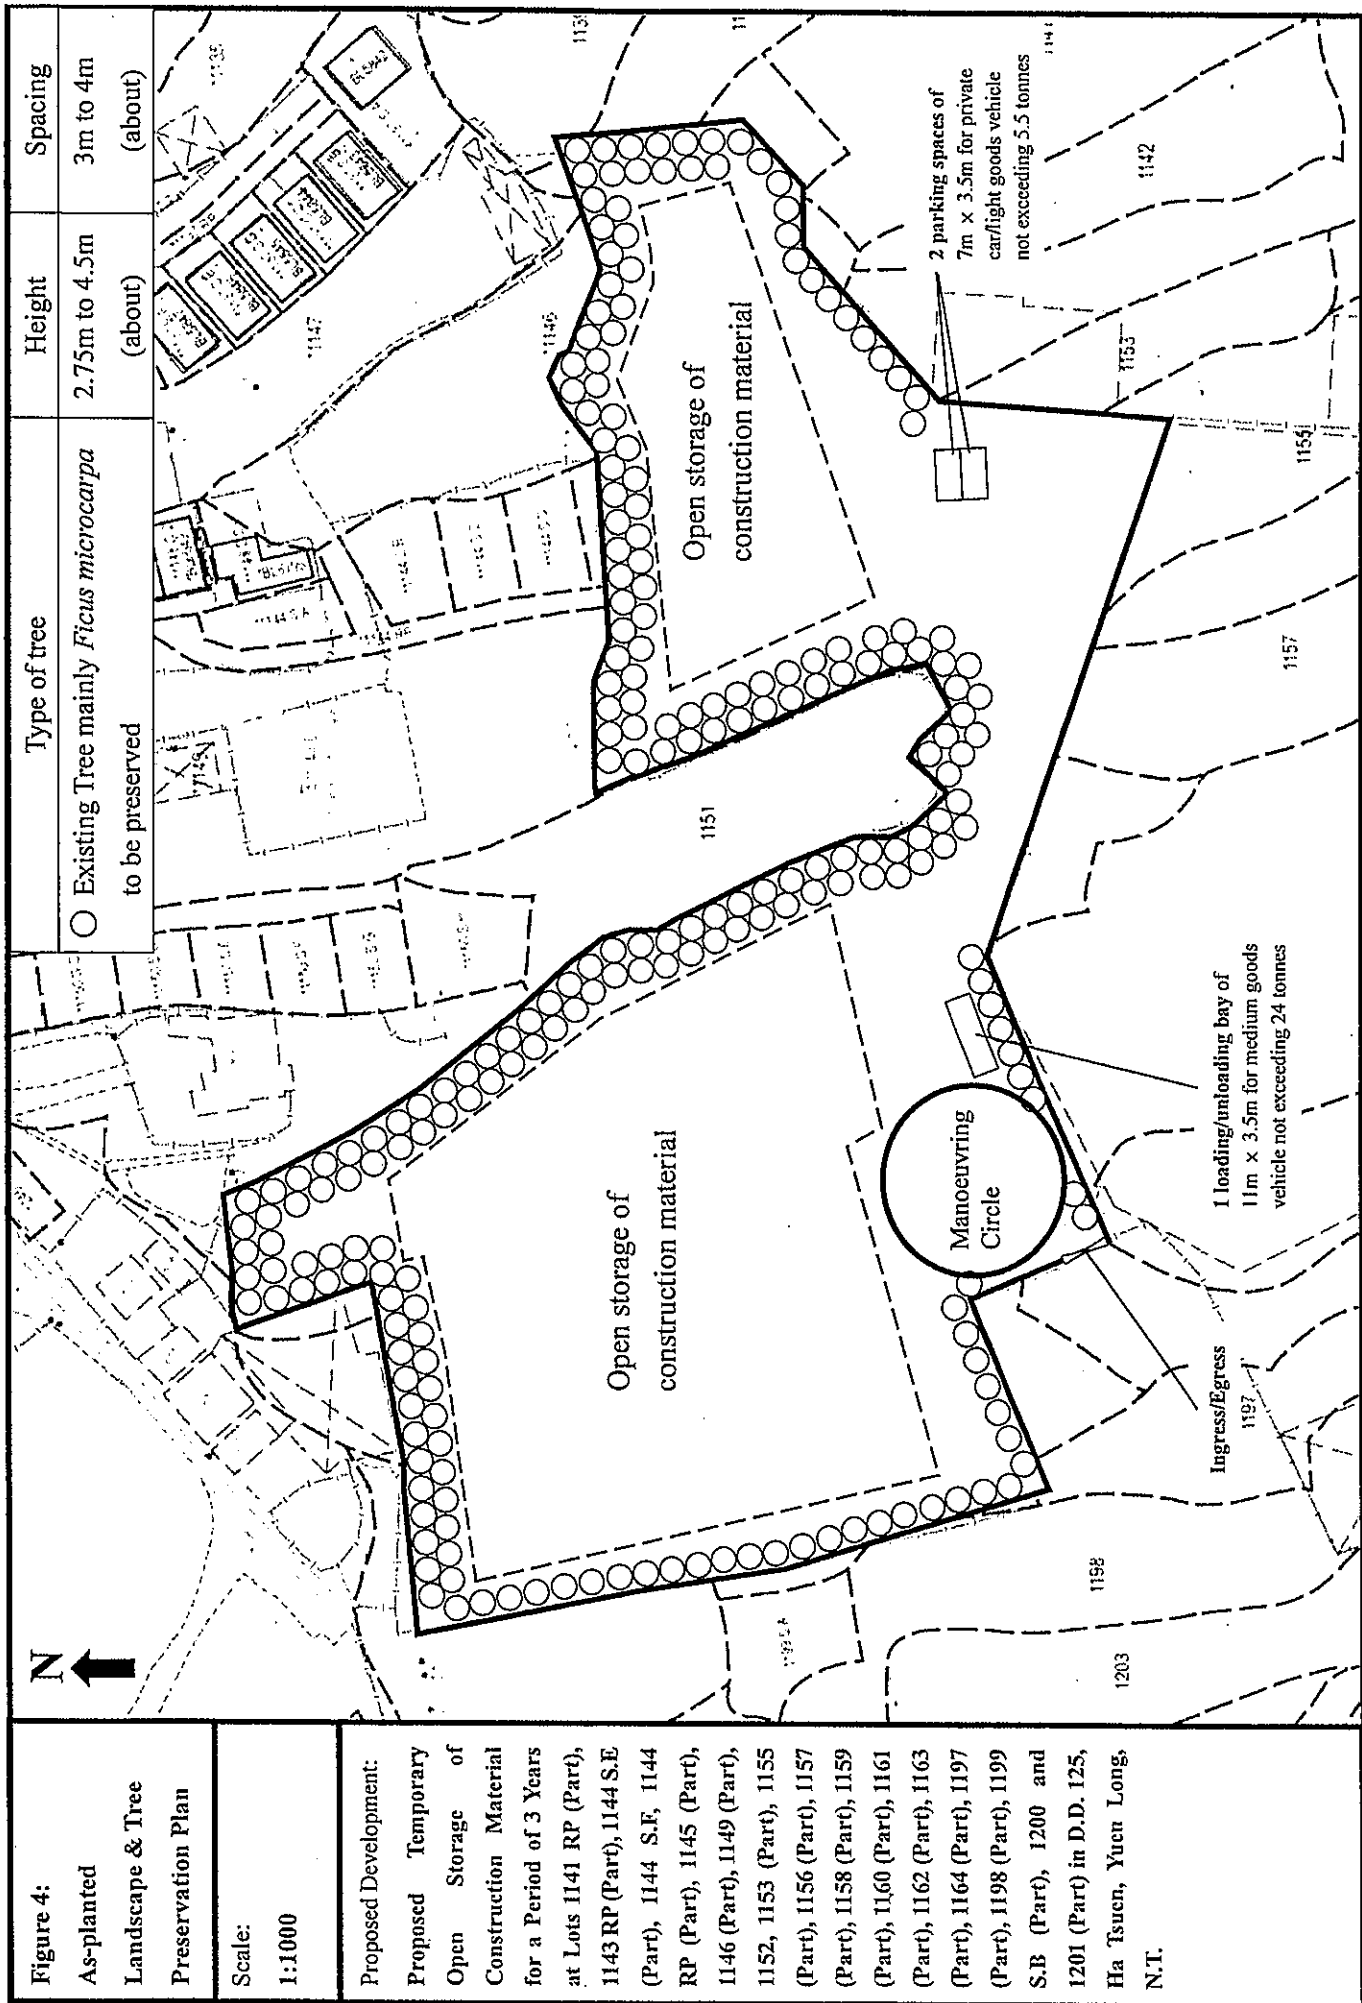 Figure 4:
As-planted
Landscape & Tree
Preservation Plan
Scale:
1:1000
Proposed Development:
Proposed Temporary
Open Storage of
Construction Material
for a Period of 3 Years
at Lots 1141 RP (Part),
1143 RP (Part), 1144 S.E
(Part), 1144 S.F, 1144
RP (Part), 1145 (Part),
1146 (Part), 1149 (Part),
1152, 1153 (Part), 1155
(Part), 1156 (Part), 1157
(Part), 1158 (Part), 1159
(Part), 1160 (Part), 1161
(Part), 1162 (Part), 1163
(Part), 1164 (Part), 1197
(Part), 1198 (Part), 1199
S.B (Part), 1200 and
1201 (Part) in D.D. 125,
Ha Tsuen, Yuen Long,
N.T.
N
Type of tree
Height
Spacing
Existing Tree mainly Ficus microcarpa
to be preserved
2.75m to 4.5m
(about)
3m to 4m
(about)
1147
1146
1151
Open storage of
construction material
Open storage of
construction material
Manoeuvring
Circle
2 parking spaces of
7m × 3.5m for private
car/light goods vehicle
not exceeding 5.5 tonnes
1 loading/unloading bay of
11m × 3.5m for medium goods
vehicle not exceeding 24 tonnes
Ingress/Egress
1197
1198
1203
1157
1155
1153
1142
1141